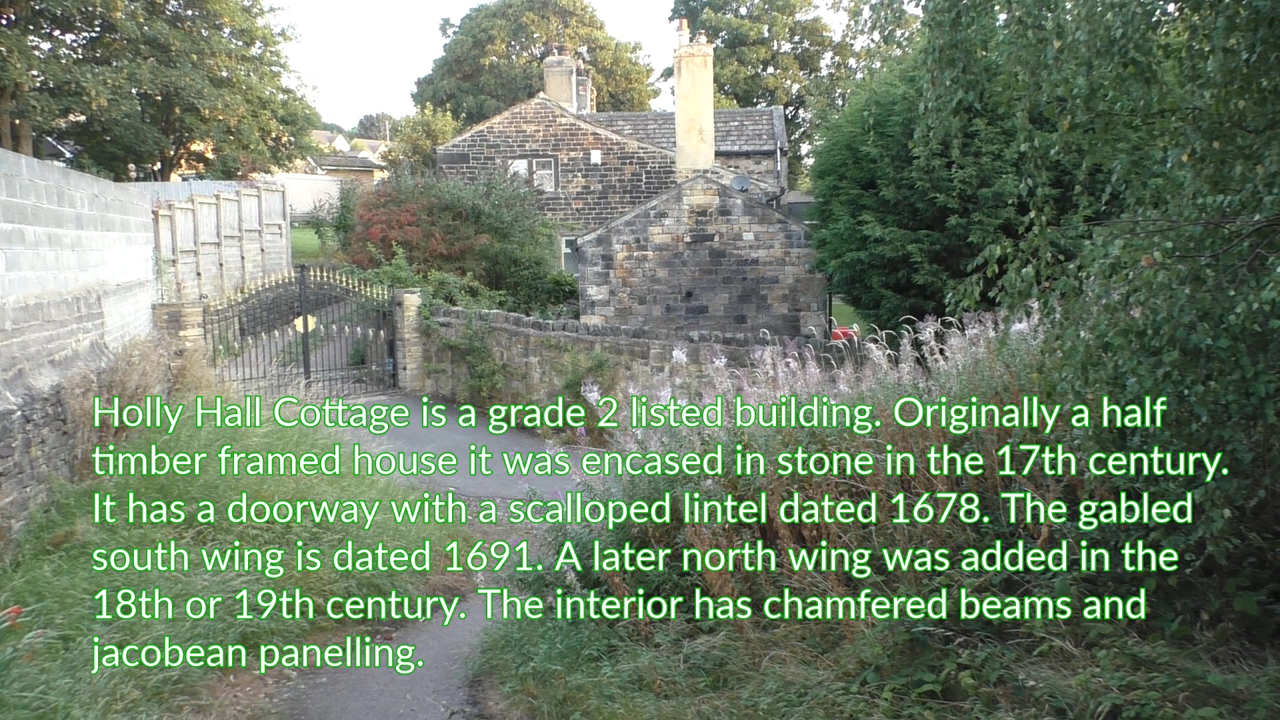 Holly Hall Cottage is a grade 2 listed building. Originally a half
timber framed house it was encased in stone in the 17th century.
It has a doorway with a scalloped lintel dated 1678. The gabled
south wing is dated 1691. A later north wing was added in the
18th or 19th century. The interior has chamfered beams and
jacobean panelling.